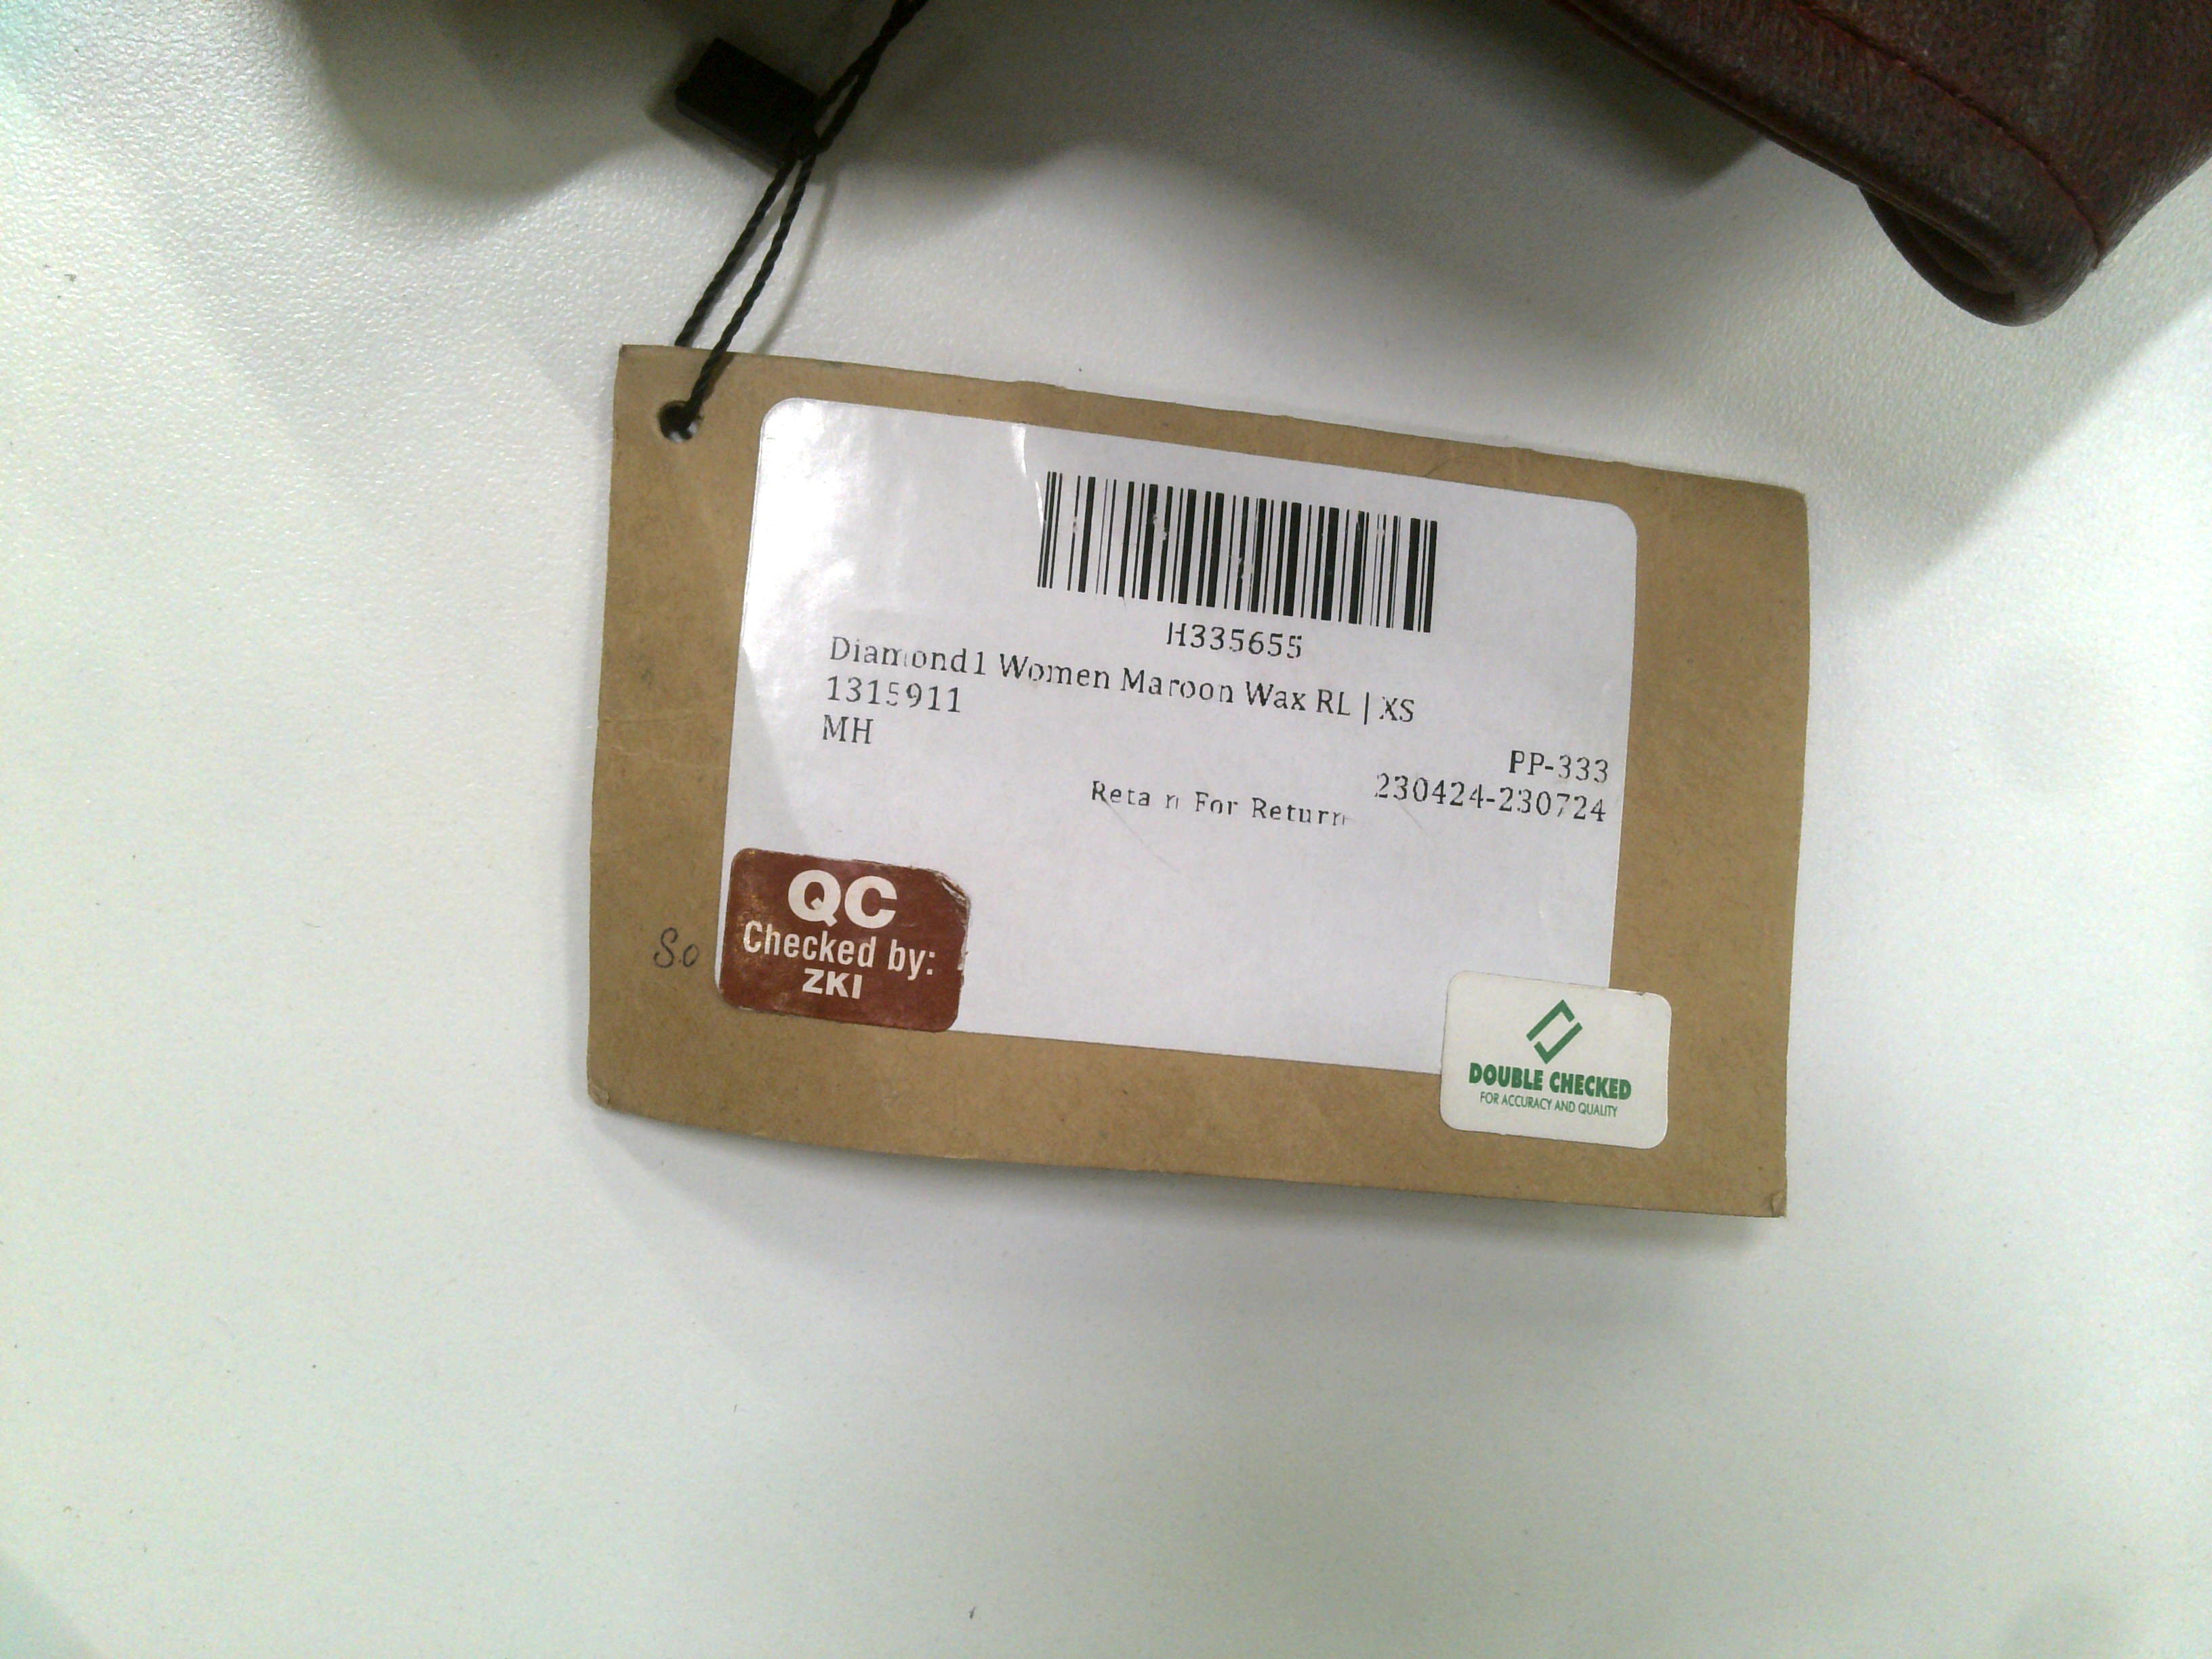 H335655
Diamond1 Women Maroon Wax RL | XS
1315911
MH
PP-333
230424-230724
Reta n For Return
QC
Checked by:
ZKI
So
DOUBLE CHECKED
FOR ACCURACY AND QUALITY